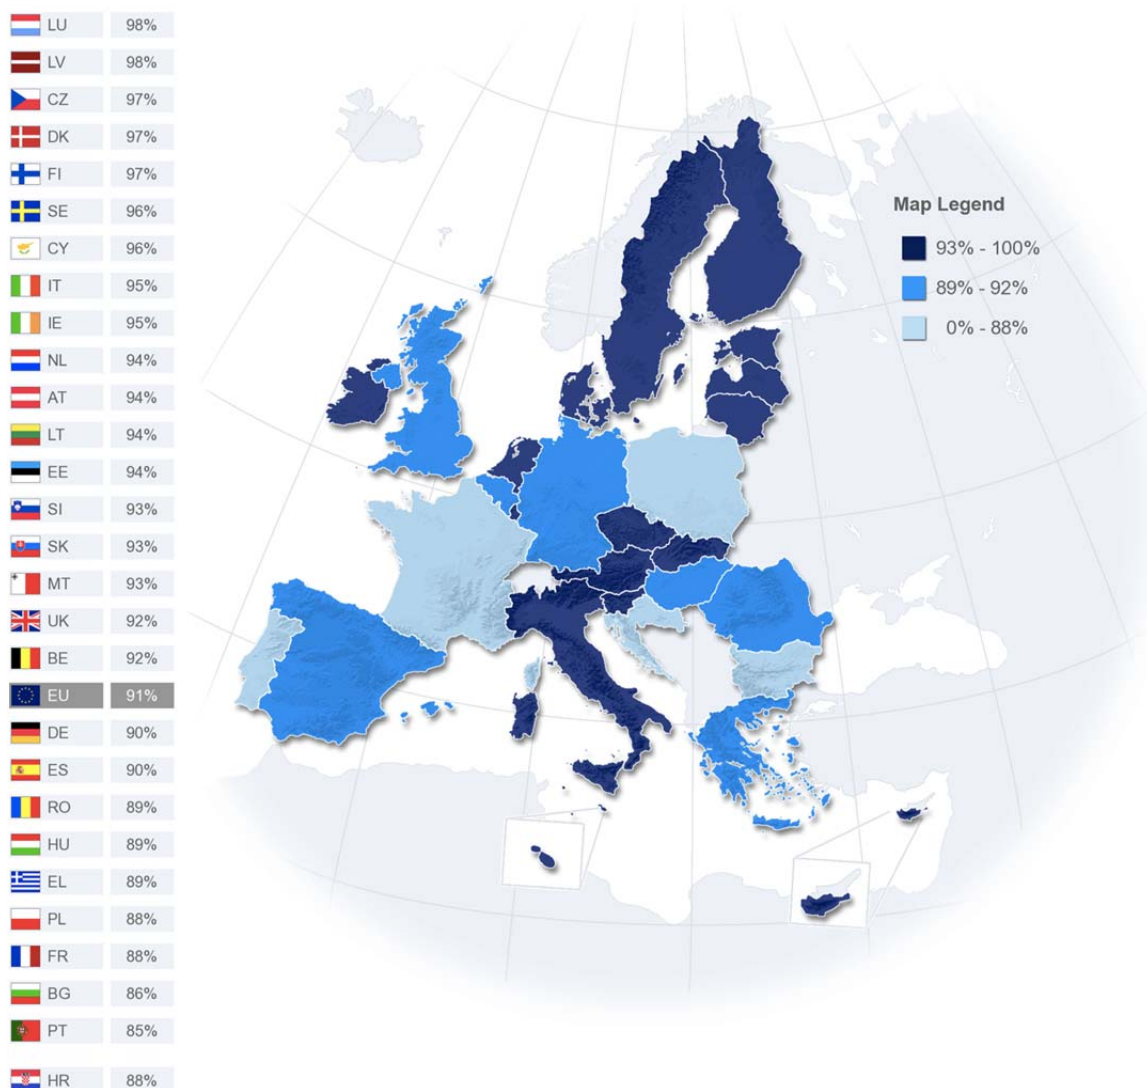 LU 98%
LV 98%
CZ 97%
DK 97%
FI 97%
SE 96%
CY 96%
IT 95%
IE 95%
NL 94%
AT 94%
LT 94%
EE 94%
SI 93%
SK 93%
MT 93%
UK 92%
BE 92%
EU 91%
DE 90%
ES 90%
RO 89%
HU 89%
EL 89%
PL 88%
FR 88%
BG 86%
PT 85%
HR 88%
Map Legend
93% - 100%
89% - 92%
0% - 88%